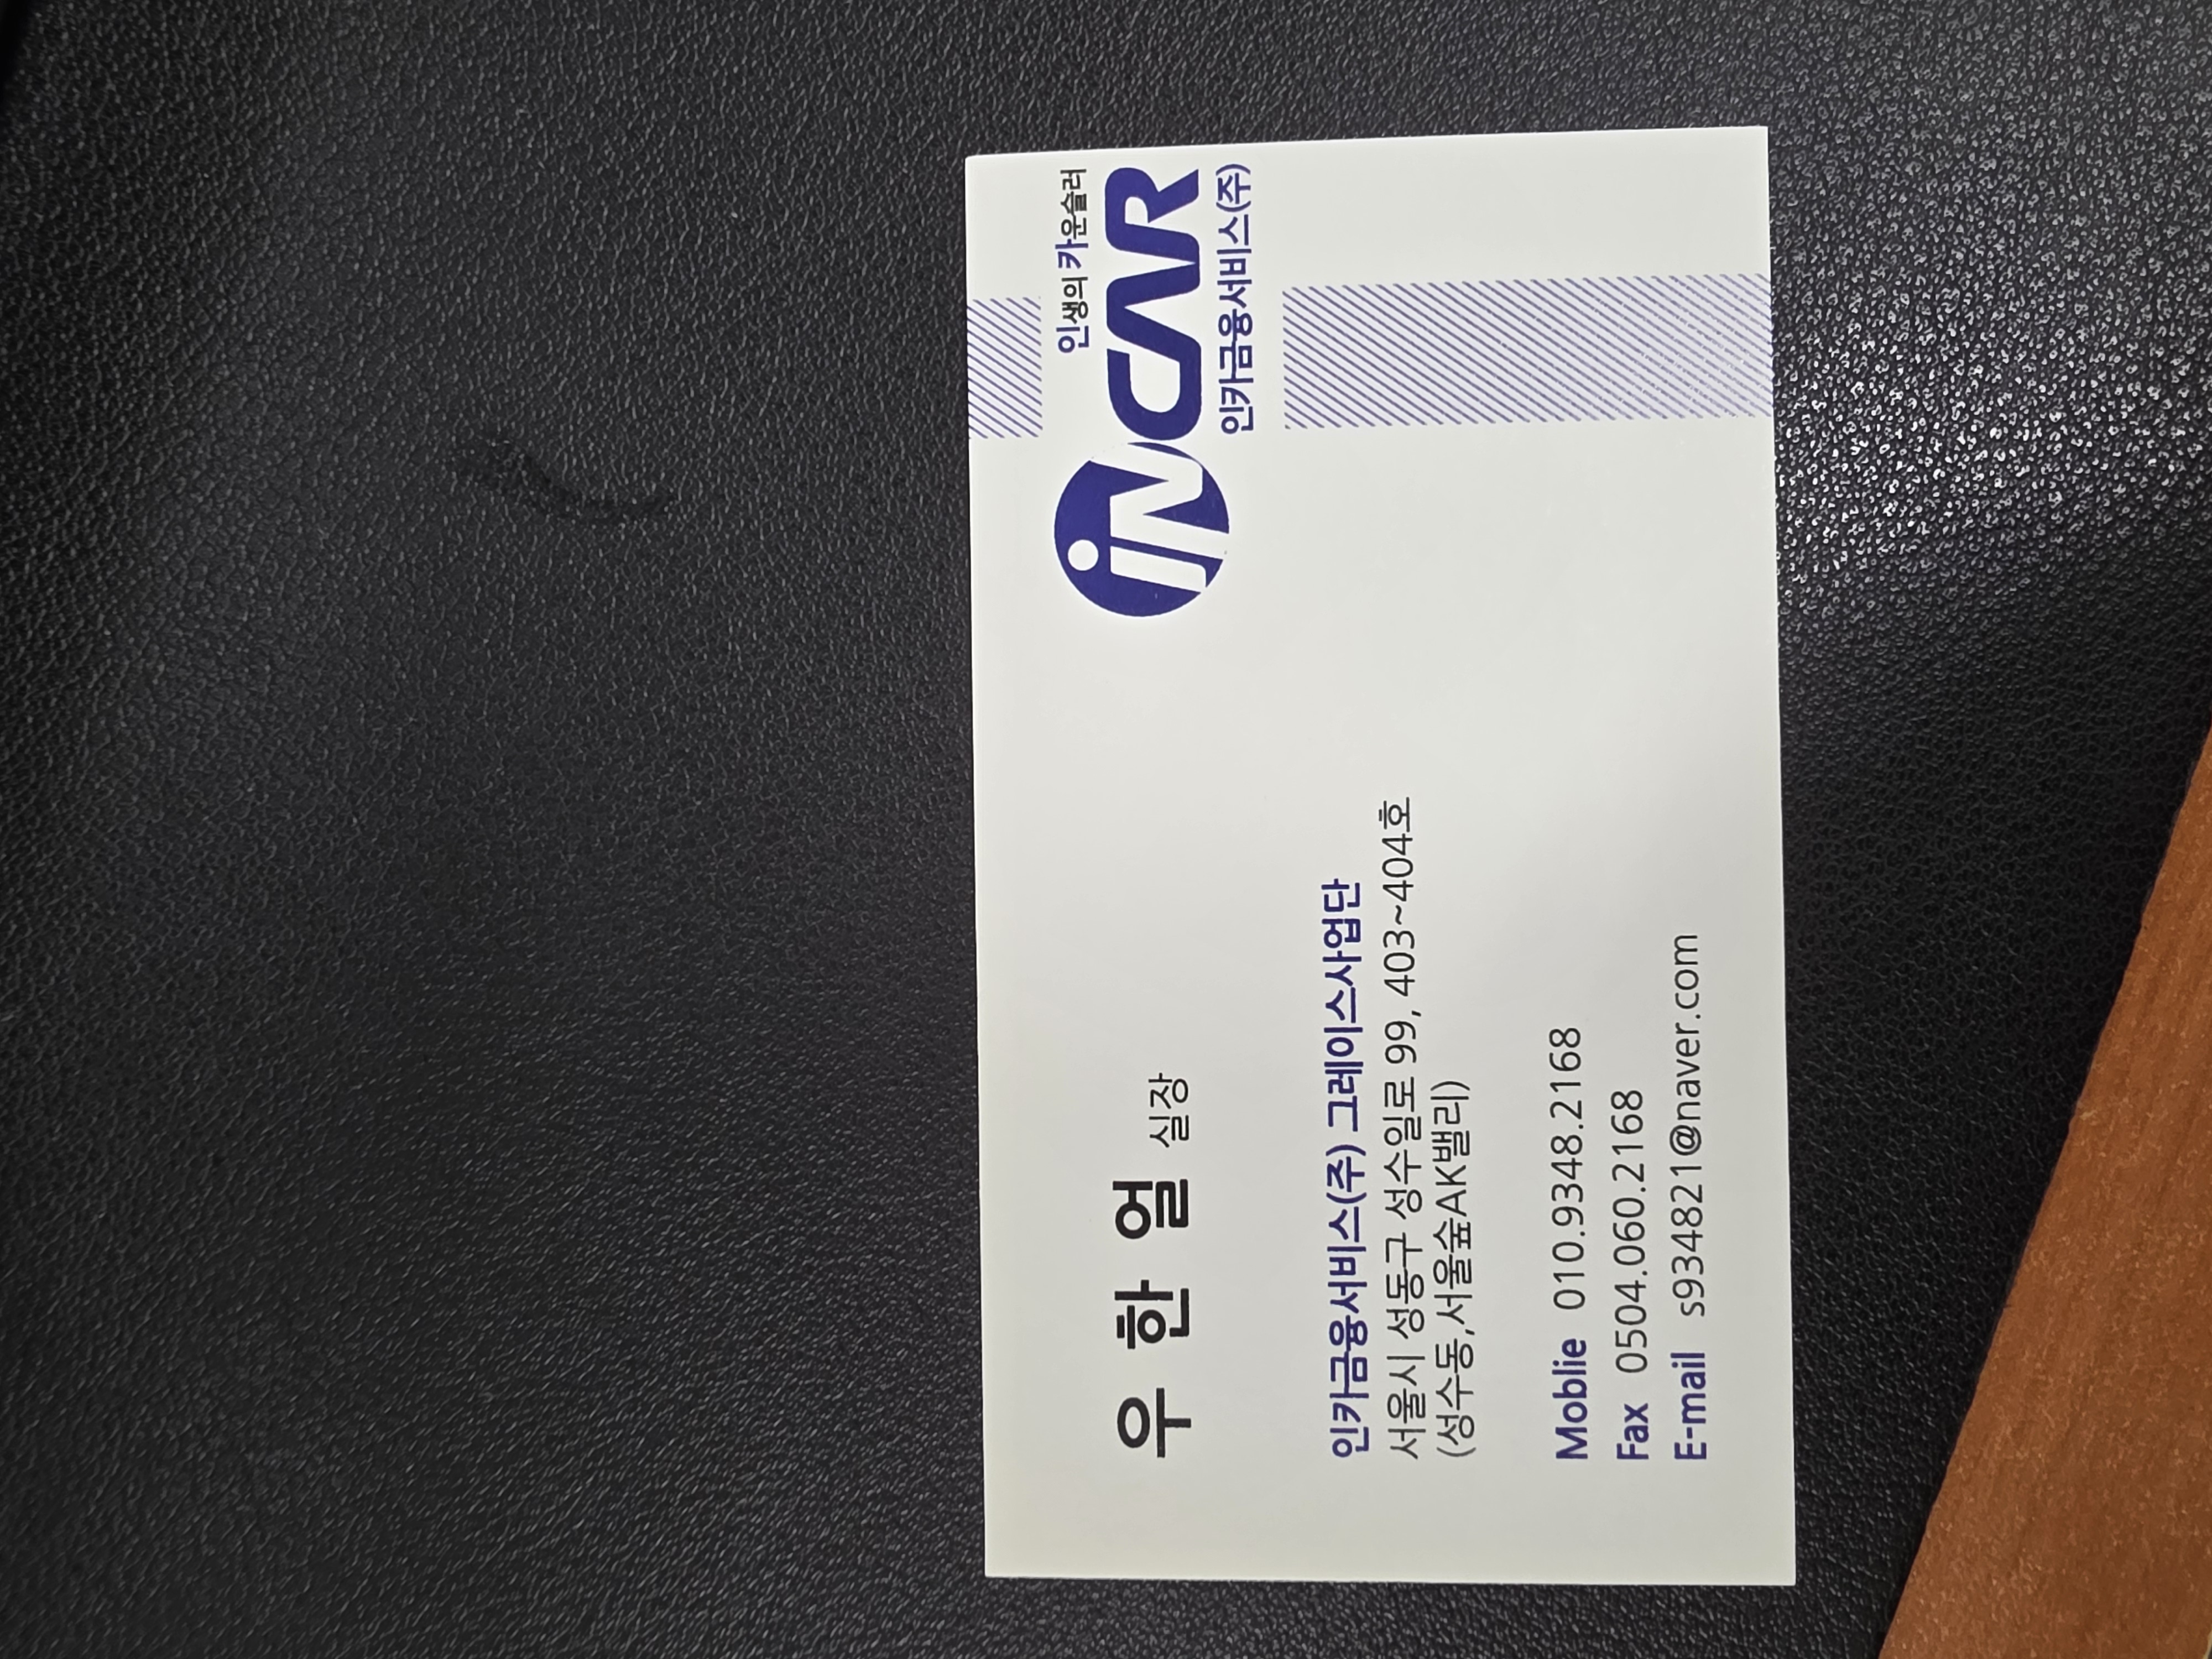 인생의 카운슬러
iNCAR
인카금융서비스(주)
우 한 얼 실장
인카금융서비스(주) 그레이스사업단
서울시 성동구 성수일로 99, 403~404호
(성수동,서울숲AK밸리)
Moblie 010.9348.2168
Fax 0504.060.2168
E-mail s9348211@naver.com